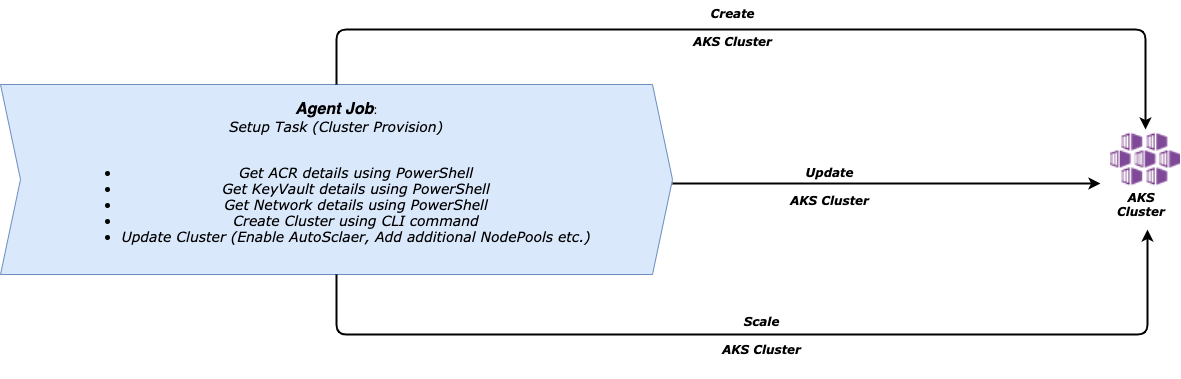 Create
AKS Cluster
Agent Job:
Setup Task (Cluster Provision)
• Get ACR details using PowerShell
• Get KeyVault details using PowerShell
• Get Network details using PowerShell
• Create Cluster using CLI command
• Update Cluster (Enable AutoSclaer, Add additional NodePools etc.)
Update
AKS Cluster
AKS
Cluster
Scale
AKS Cluster